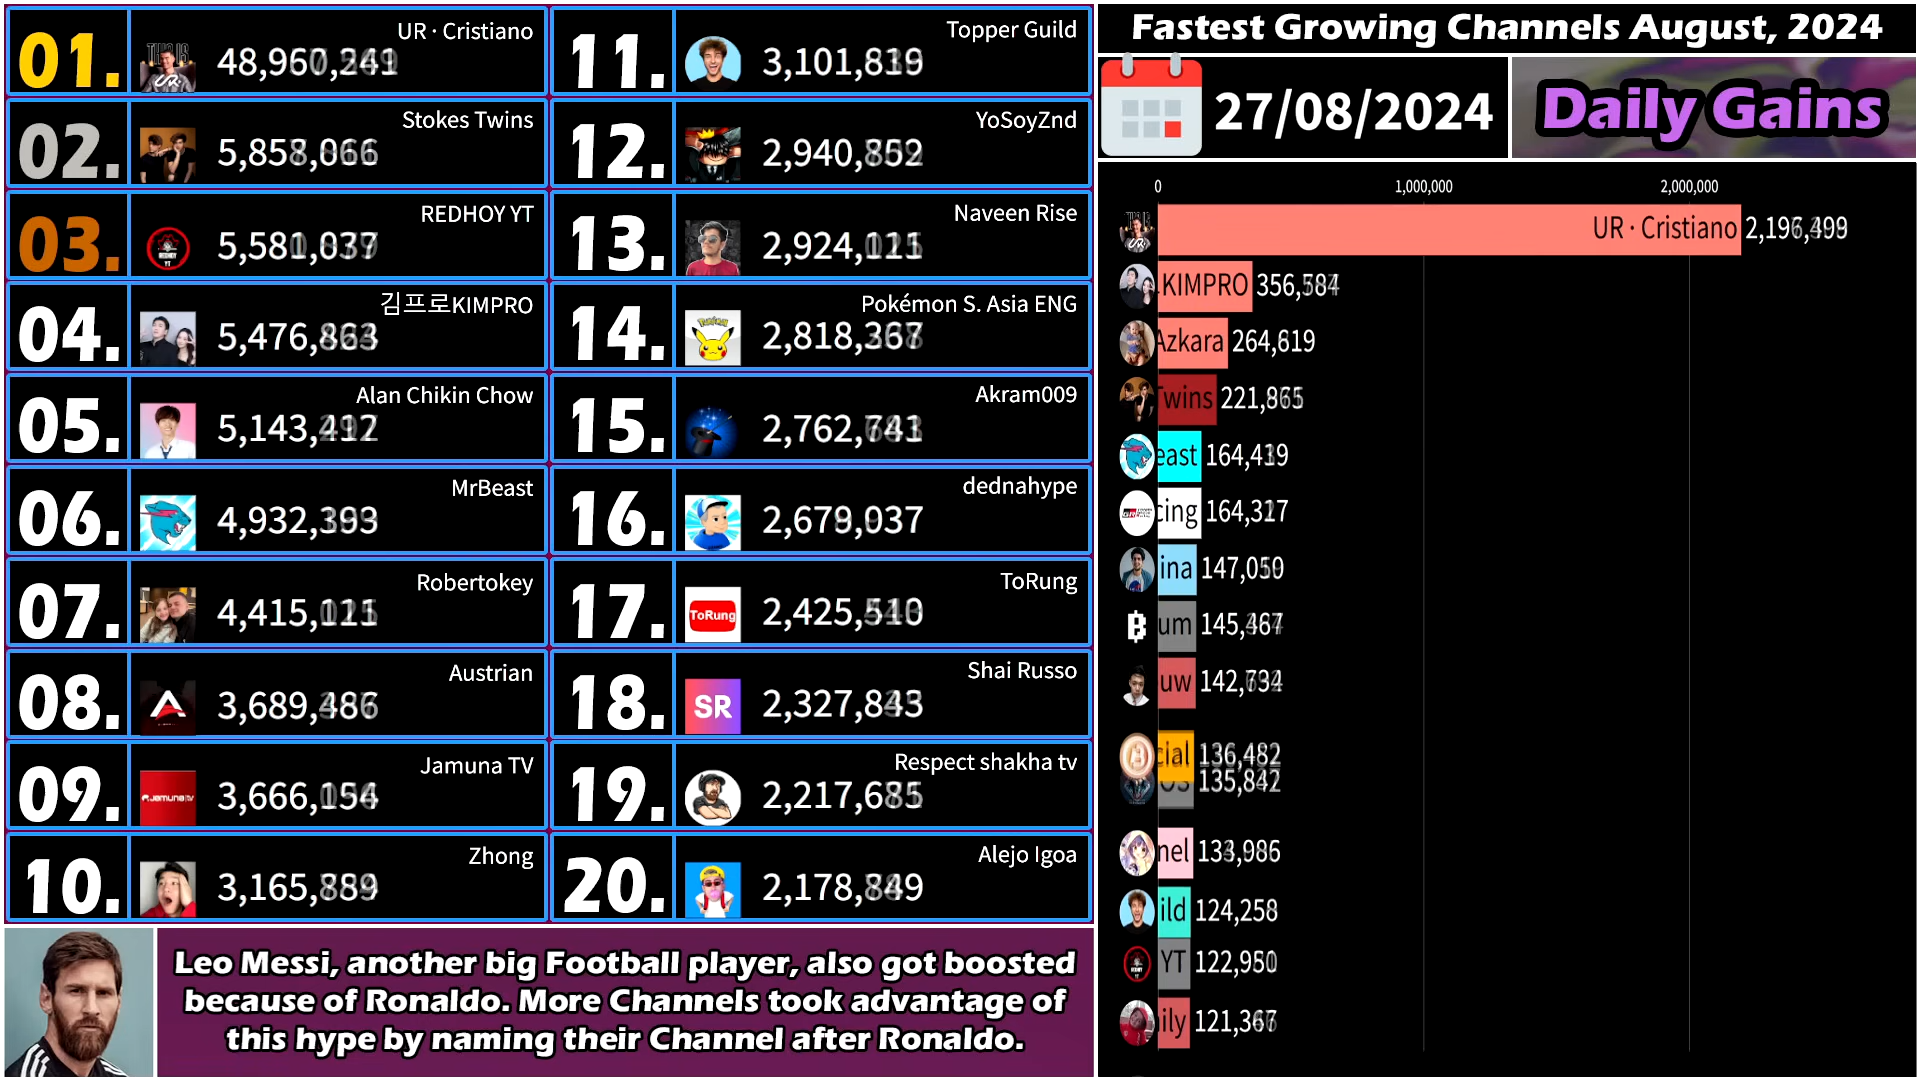 01.
UR · Cristiano
48,960,241
02.
Stokes Twins
5,858,066
03.
REDHOY YT
5,581,037
04.
김프로KIMPRO
5,476,863
05.
Alan Chikin Chow
5,143,412
06.
MrBeast
4,932,393
07.
Robertokey
4,415,121
08.
Austrian
3,689,486
09.
Jamuna TV
3,666,154
10.
Zhong
3,165,889
11.
Topper Guild
3,101,819
12.
YoSoyZnd
2,940,852
13.
Naveen Rise
2,924,121
14.
Pokémon S. Asia ENG
2,818,367
15.
Akram009
2,762,741
16.
dednahype
2,679,037
17.
ToRung
ToRung
2,425,510
18.
Shai Russo
SR
2,327,843
19.
Respect shakha tv
2,217,685
20.
Alejo Igoa
2,178,849
Leo Messi, another big Football player, also got boosted
because of Ronaldo. More Channels took advantage of
this hype by naming their Channel after Ronaldo.
Fastest Growing Channels August, 2024
27/08/2024
Daily Gains
0 1,000,000 2,000,000
UR · Cristiano 2,196,499
KIMPRO 356,584
Azkara 264,619
Twins 221,865
east 164,419
cing 164,317
ina 147,059
um 145,467
uw 142,734
cial 136,482
OS 135,842
nel 133,986
ild 124,258
YT 122,950
ily 121,367